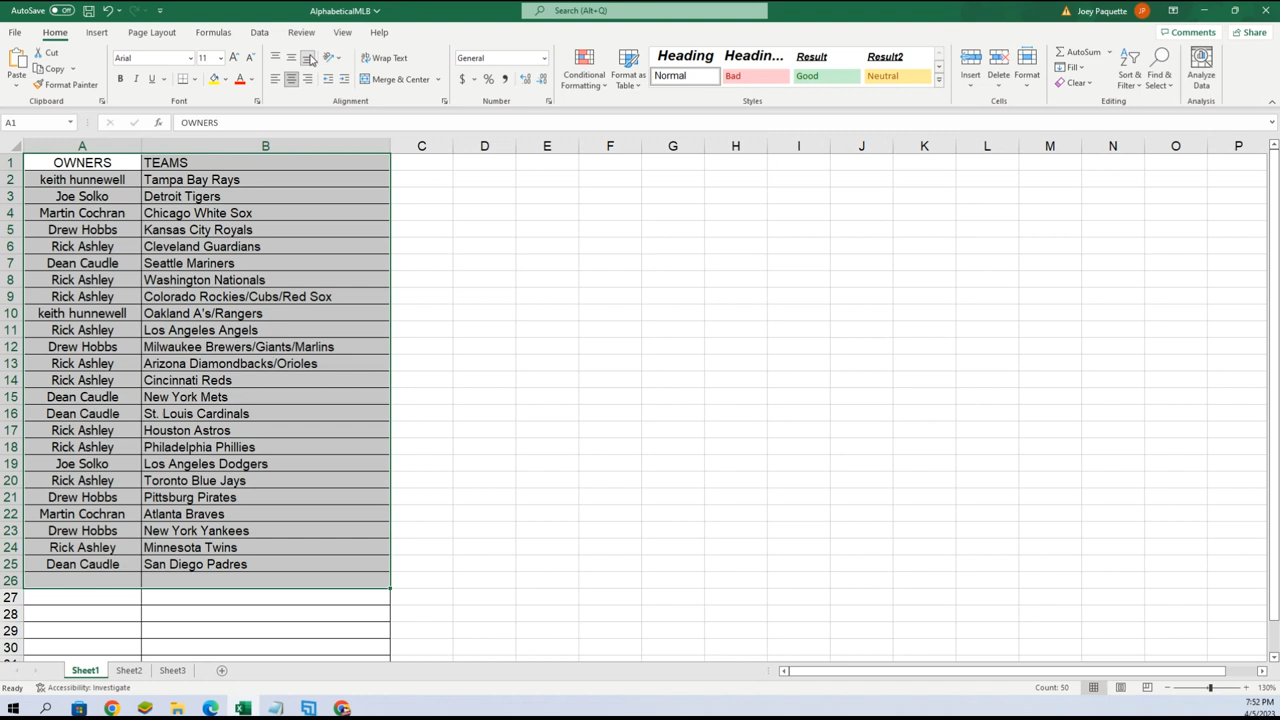 AutoSave Off AlphabeticalMLB Search (Alt+Q) Joey Paquette JP
File Home Insert Page Layout Formulas Data Review View Help Comments Share
Paste Cut Copy Format Painter Clipboard
Arial 11 B I U Font
Wrap Text Merge & Center Alignment
General $ % , Number
Conditional Formatting Format as Table
Heading Headin... Result Result2
Normal Bad Good Neutral
Styles
Insert Delete Format Cells
AutoSum Fill Clear Sort & Filter Find & Select Editing
Analyze Data Analysis
A1 fx OWNERS
A B C D E F G H I J K L M N O P
1 OWNERS TEAMS
2 keith hunnewell Tampa Bay Rays
3 Joe Solko Detroit Tigers
4 Martin Cochran Chicago White Sox
5 Drew Hobbs Kansas City Royals
6 Rick Ashley Cleveland Guardians
7 Dean Caudle Seattle Mariners
8 Rick Ashley Washington Nationals
9 Rick Ashley Colorado Rockies/Cubs/Red Sox
10 keith hunnewell Oakland A's/Rangers
11 Rick Ashley Los Angeles Angels
12 Drew Hobbs Milwaukee Brewers/Giants/Marlins
13 Rick Ashley Arizona Diamondbacks/Orioles
14 Rick Ashley Cincinnati Reds
15 Dean Caudle New York Mets
16 Dean Caudle St. Louis Cardinals
17 Rick Ashley Houston Astros
18 Rick Ashley Philadelphia Phillies
19 Joe Solko Los Angeles Dodgers
20 Rick Ashley Toronto Blue Jays
21 Drew Hobbs Pittsburg Pirates
22 Martin Cochran Atlanta Braves
23 Drew Hobbs New York Yankees
24 Rick Ashley Minnesota Twins
25 Dean Caudle San Diego Padres
26
27
28
29
30
Sheet1 Sheet2 Sheet3
Ready Accessibility: Investigate Count: 50 130%
7:52 PM
4/5/2023